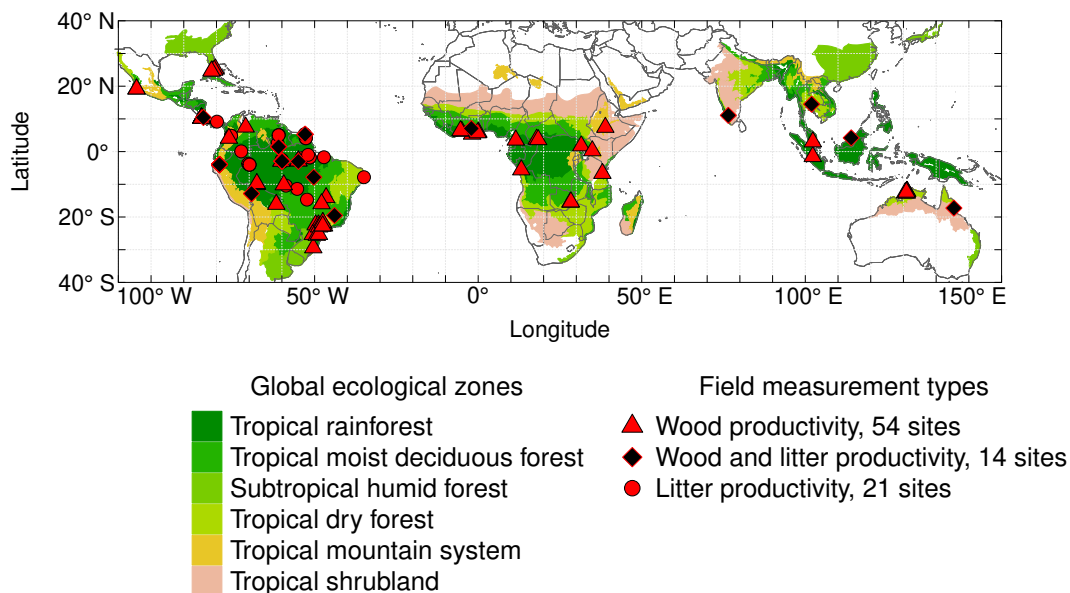 40° N
20° N
0°
20° S
40° S
Latitude
100° W
50° W
0°
50° E
100° E
150° E
Longitude
Global ecological zones
Tropical rainforest
Tropical moist deciduous forest
Subtropical humid forest
Tropical dry forest
Tropical mountain system
Tropical shrubland
Field measurement types
Wood productivity, 54 sites
Wood and litter productivity, 14 sites
Litter productivity, 21 sites